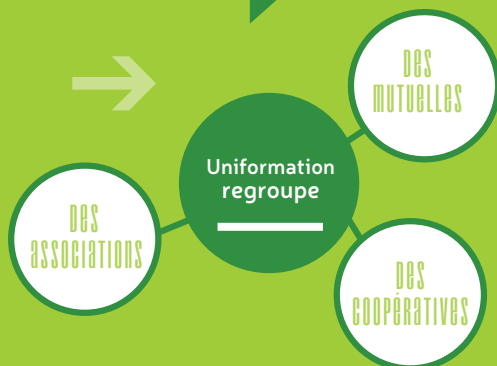 DES
MUTUELLES
Uniformation
regroupe
DES
ASSOCIATIONS
DES
COOPÉRATIVES